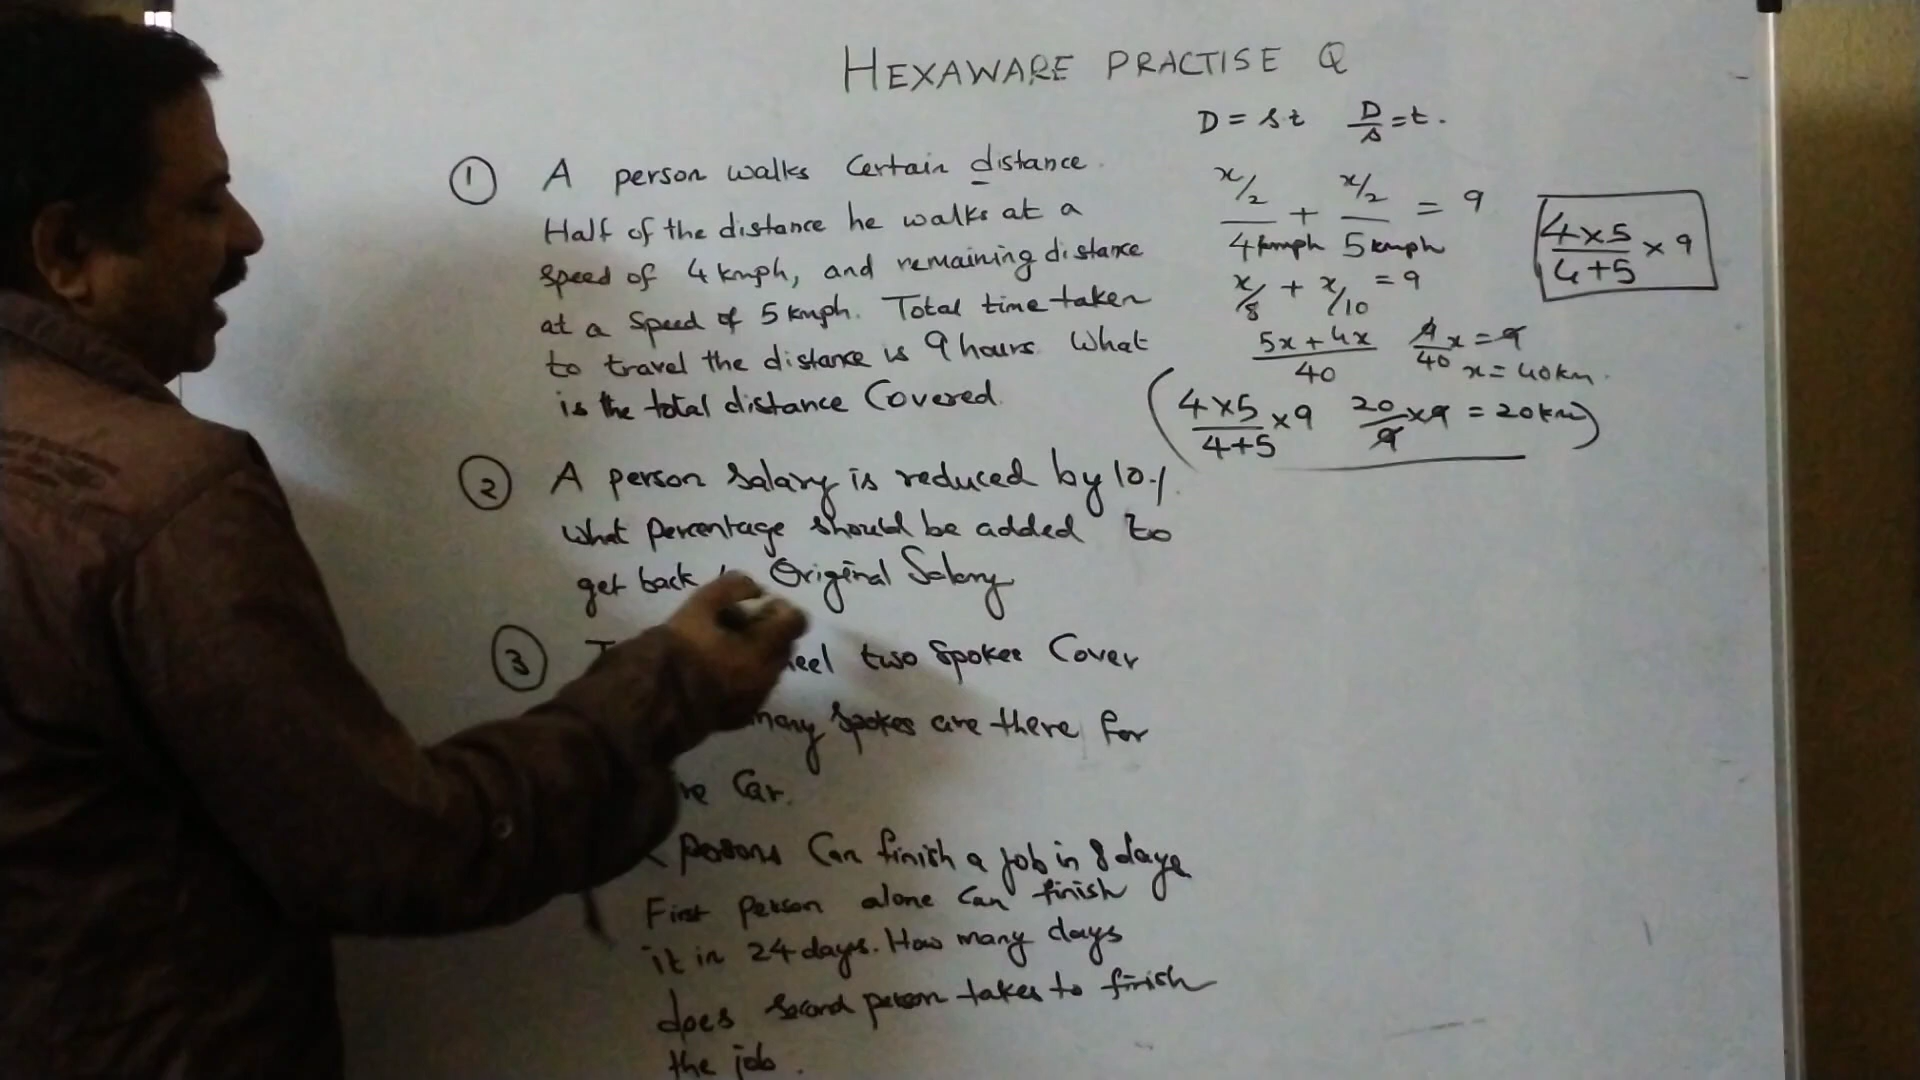 HEXAWARE PRACTISE Q
① A person walks Certain distance.
Half of the distance he walks at a
Speed of 4 kmph, and remaining distance
at a Speed of 5 kmph. Total time taken
to travel the distance is 9 hours. What
is the total distance Covered.
D = st D/s = t.
x/2 / 4kmph + x/2 / 5kmph = 9
x/8 + x/10 = 9
5x + 4x / 40 9/40 x = 9
x = 40km.
(4×5 / 4+5 × 9 20/9 × 9 = 20km)
4×5 / 4+5 × 9
② A person Salary is reduced by 10%.
what percentage should be added to
get back Original Salary
③ two Spokes Cover
many spokes are there for
Car.
persons Can finish a job in 8 days
First person alone Can finish
it in 24 days. How many days
does second person takes to finish
the job.